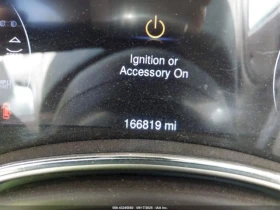 Ignition or
Accessory On
166819 mi